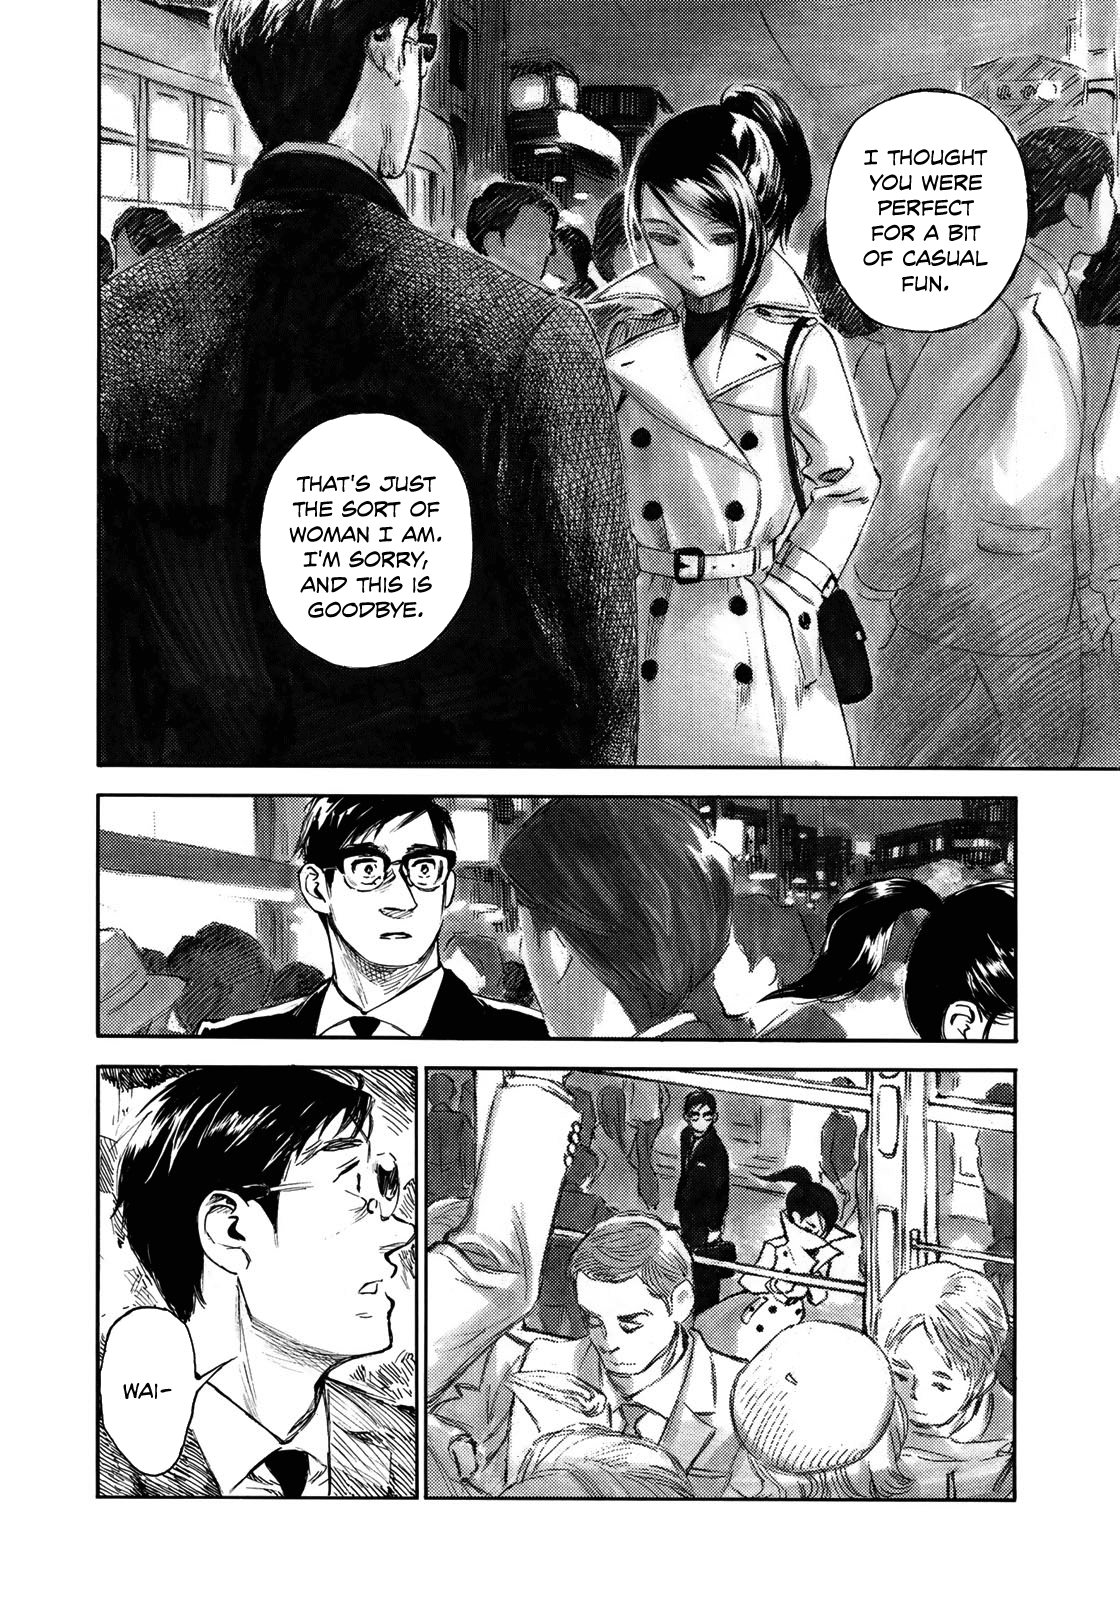 I THOUGHT
YOU WERE
PERFECT
FOR A BIT
OF CASUAL
FUN.
THAT'S JUST
THE SORT OF
WOMAN I AM.
I'M SORRY,
AND THIS IS
GOODBYE.
WAI-